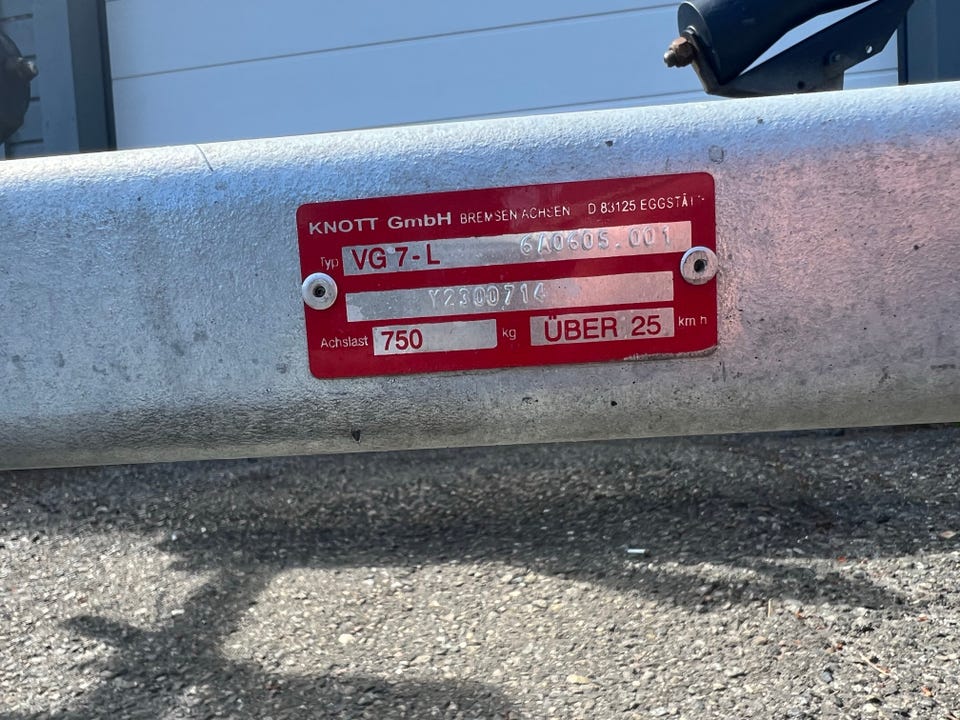 KNOTT GmbH BREMSEN ACHSEN D 83125 EGGSTÄTT
Typ VG 7-L 6A0605.001
Y2300714
Achslast 750 kg ÜBER 25 km h